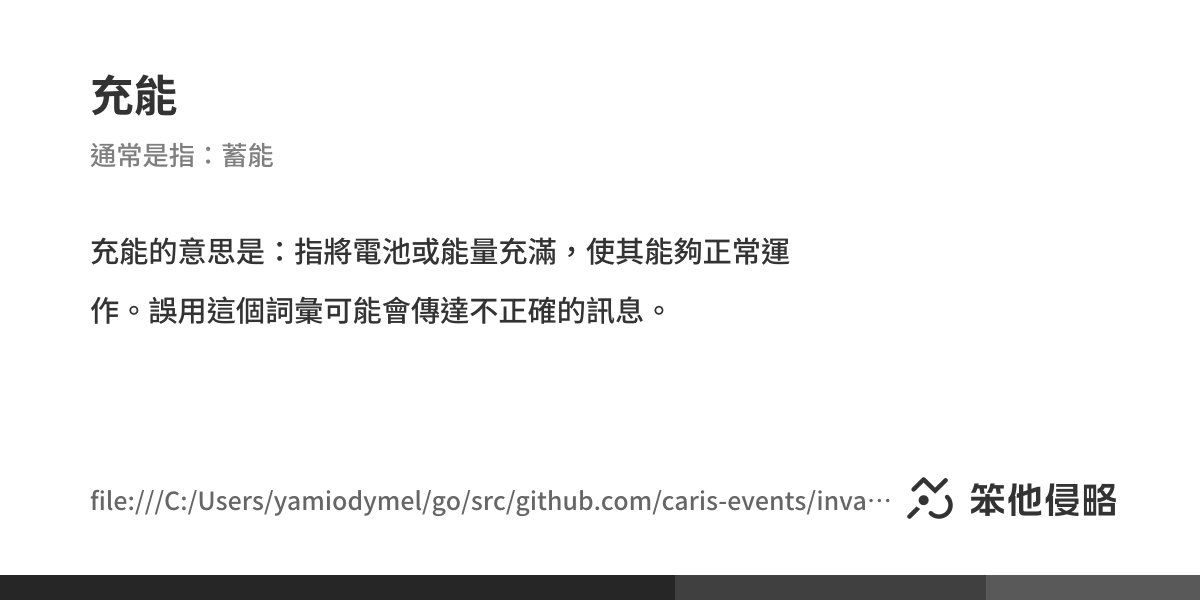 充能
通常是指：蓄能
充能的意思是：指將電池或能量充滿，使其能夠正常運
作。誤用這個詞彙可能會傳達不正確的訊息。
file:///C:/Users/yamiodymel/go/src/github.com/caris-events/inva…
笨他侵略